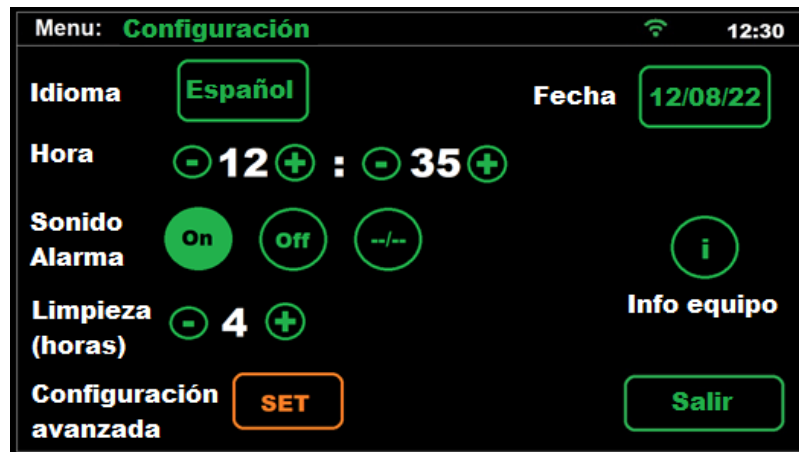 Menu: Configuración 12:30
Idioma Español Fecha 12/08/22
Hora - 12 + : - 35 +
Sonido
Alarma On Off --/-- i
Limpieza
(horas) - 4 + Info equipo
Configuración
avanzada SET Salir